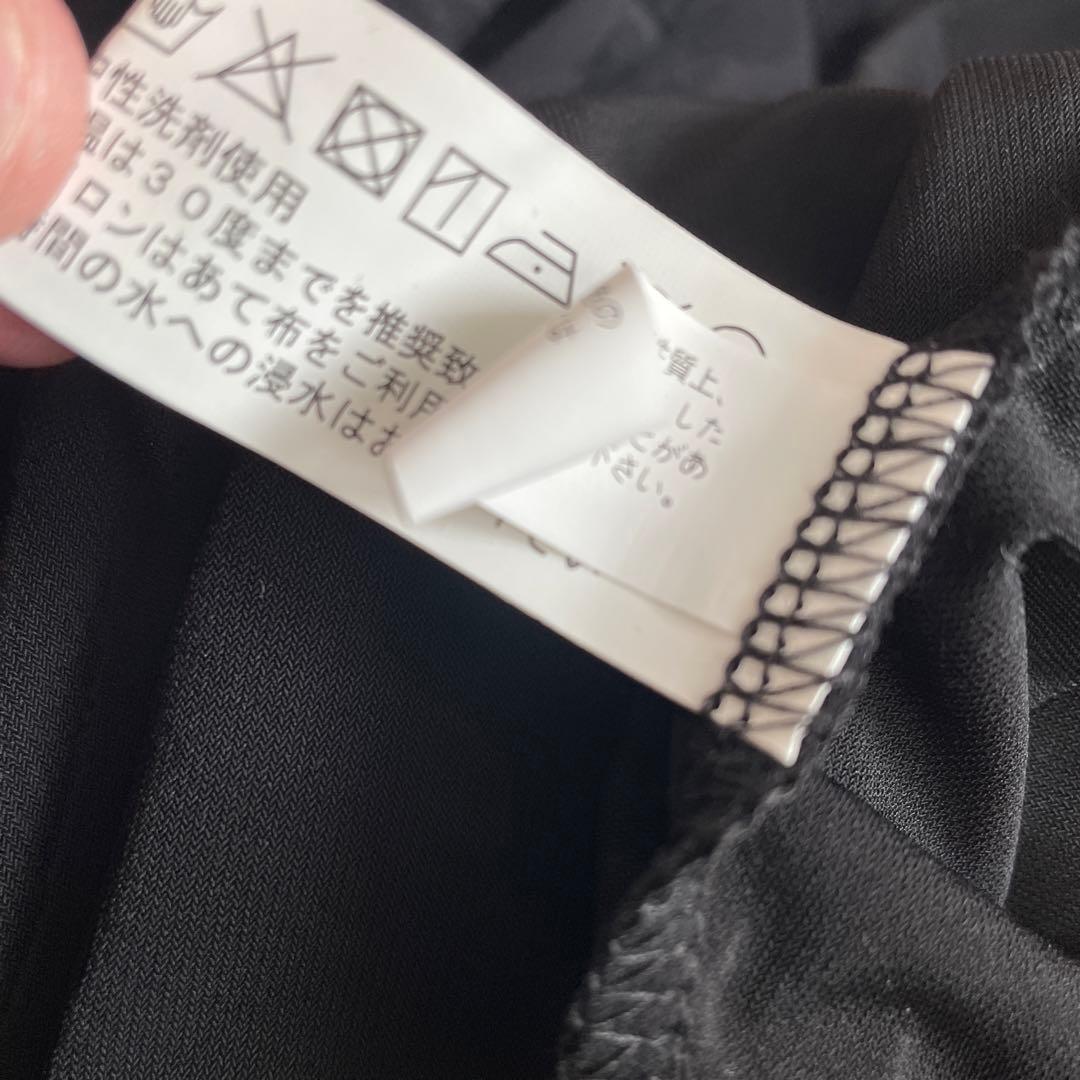 性洗剤使用
は30度までを推奨致
ロンはあて布をご利用
間の水への浸水はお
質上、
した
とがあ
下さい。